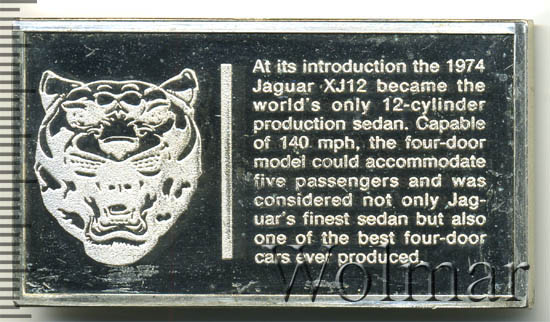 At its introduction the 1974
Jaguar XJ12 became the
world's only 12-cylinder
production sedan. Capable
of 140 mph, the four-door
model could accommodate
five passengers and was
considered not only Jag-
uar's finest sedan but also
one of the best four-door
cars ever produced.
Wolmar